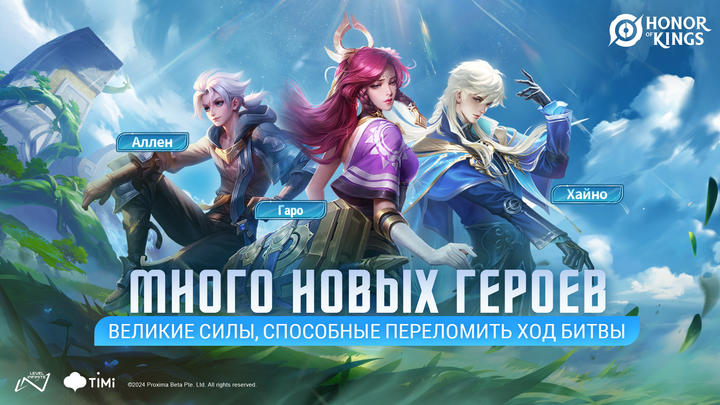 HONOR
OF
KINGS
Аллен
Гаро
Хайно
МНОГО НОВЫХ ГЕРОЕВ
ВЕЛИКИЕ СИЛЫ, СПОСОБНЫЕ ПЕРЕЛОМИТЬ ХОД БИТВЫ
LEVEL
INFINITE
TiMi
©2024 Proxima Beta Pte. Ltd. All rights reserved.